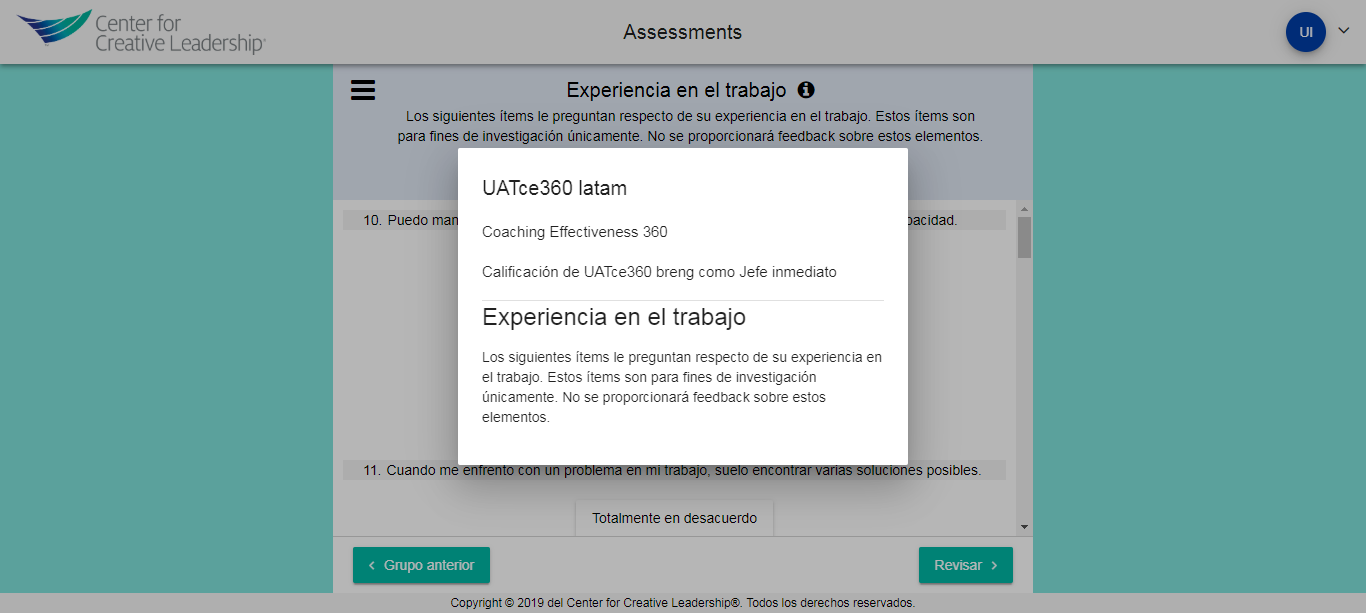 Center for
Creative Leadership®
Assessments
UI
Experiencia en el trabajo
Los siguientes ítems le preguntan respecto de su experiencia en el trabajo. Estos ítems son
para fines de investigación únicamente. No se proporcionará feedback sobre estos elementos.
10. Puedo man
pacidad.
UATce360 latam
Coaching Effectiveness 360
Calificación de UATce360 breng como Jefe inmediato
Experiencia en el trabajo
Los siguientes ítems le preguntan respecto de su experiencia en
el trabajo. Estos ítems son para fines de investigación
únicamente. No se proporcionará feedback sobre estos
elementos.
11. Cuando me enfrento con un problema en mi trabajo, suelo encontrar varias soluciones posibles.
Totalmente en desacuerdo
Grupo anterior
Revisar
Copyright © 2019 del Center for Creative Leadership®. Todos los derechos reservados.